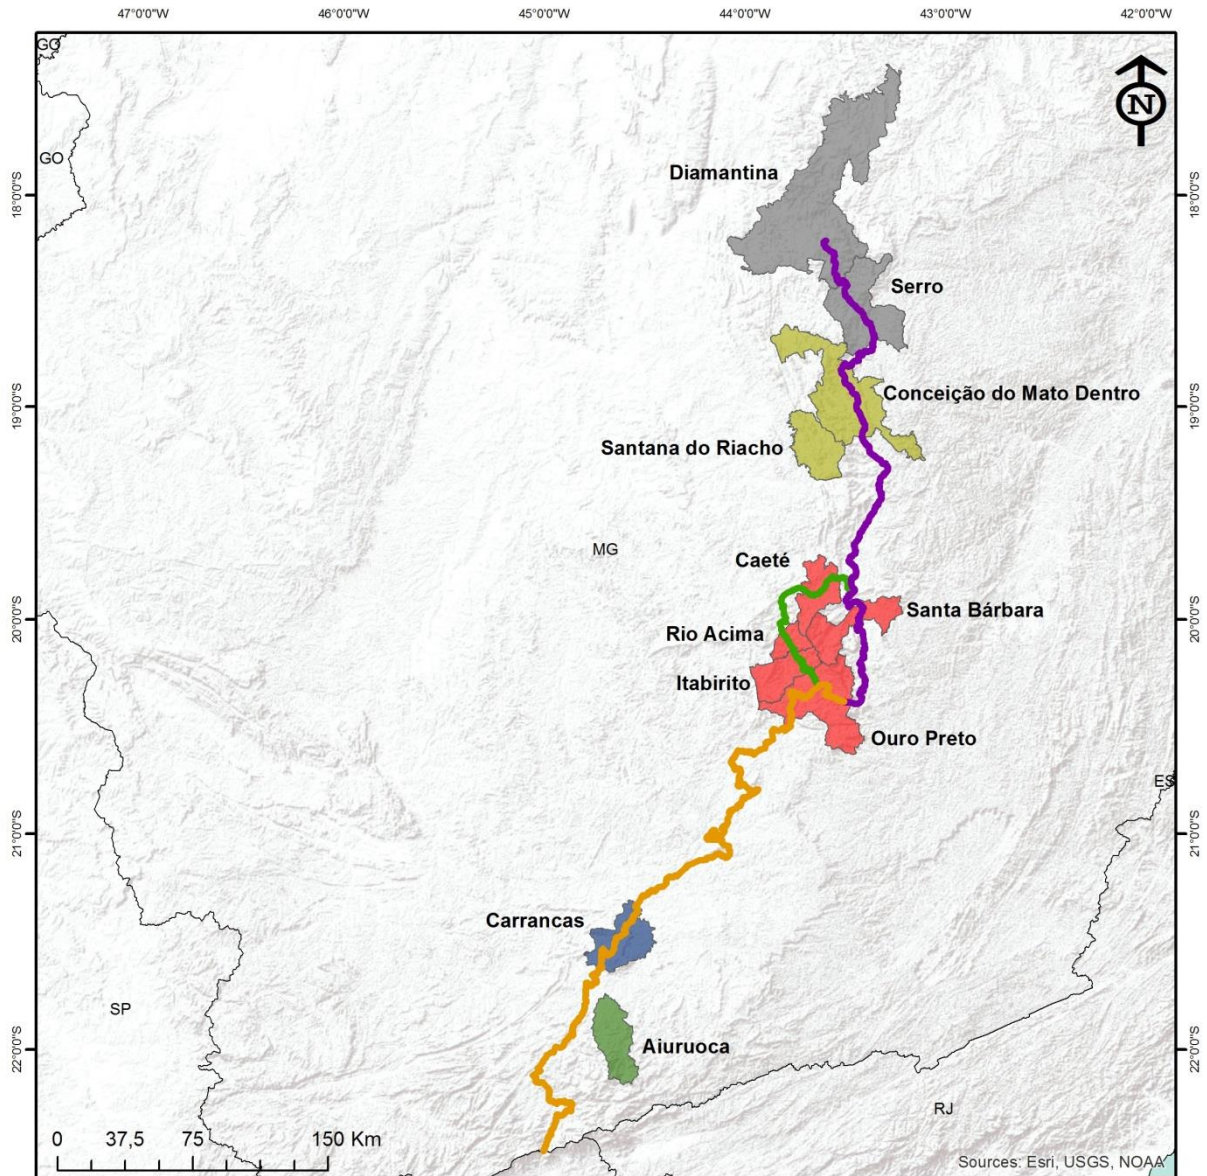 47°0'0"W 46°0'0"W 45°0'0"W 44°0'0"W 43°0'0"W 42°0'0"W
GO
N
GO
Diamantina
18°0'0"S 18°0'0"S
Serro
Conceição do Mato Dentro
19°0'0"S 19°0'0"S
Santana do Riacho
MG
Caeté
Santa Bárbara
20°0'0"S 20°0'0"S
Rio Acima
Itabirito
Ouro Preto
ES
21°0'0"S 21°0'0"S
Carrancas
SP
Aiuruoca
22°0'0"S 22°0'0"S
RJ
0 37,5 75 150 Km
Sources: Esri, USGS, NOAA